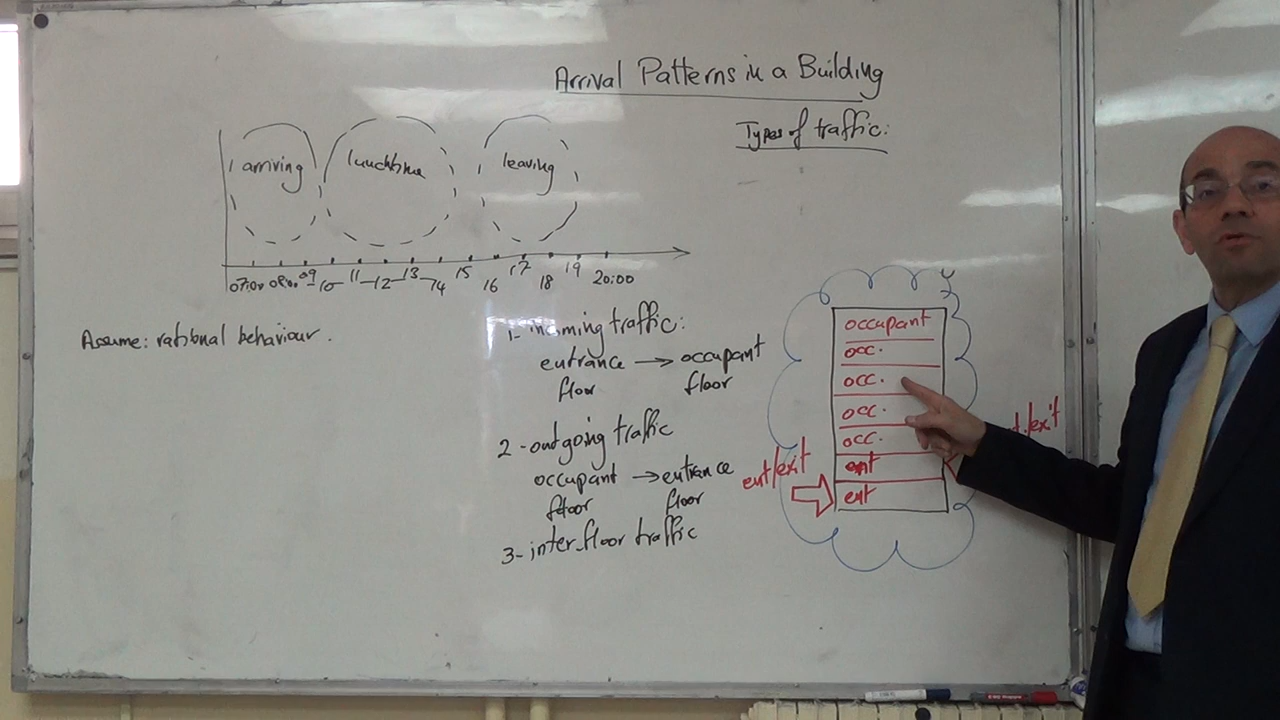 Arrival Patterns in a Building
Types of traffic:
arriving
lunchtime
leaving
07:00 08:00 09 10 11 12 13 14 15 16 17 18 19 20:00
Assume: rational behaviour.
1- incoming traffic:
entrance → occupant
floor floor
2- outgoing traffic
occupant → entrance
floor floor
3- inter-floor traffic
occupant
occ.
occ.
occ.
occ.
ent
ent
ent/exit
t/exit